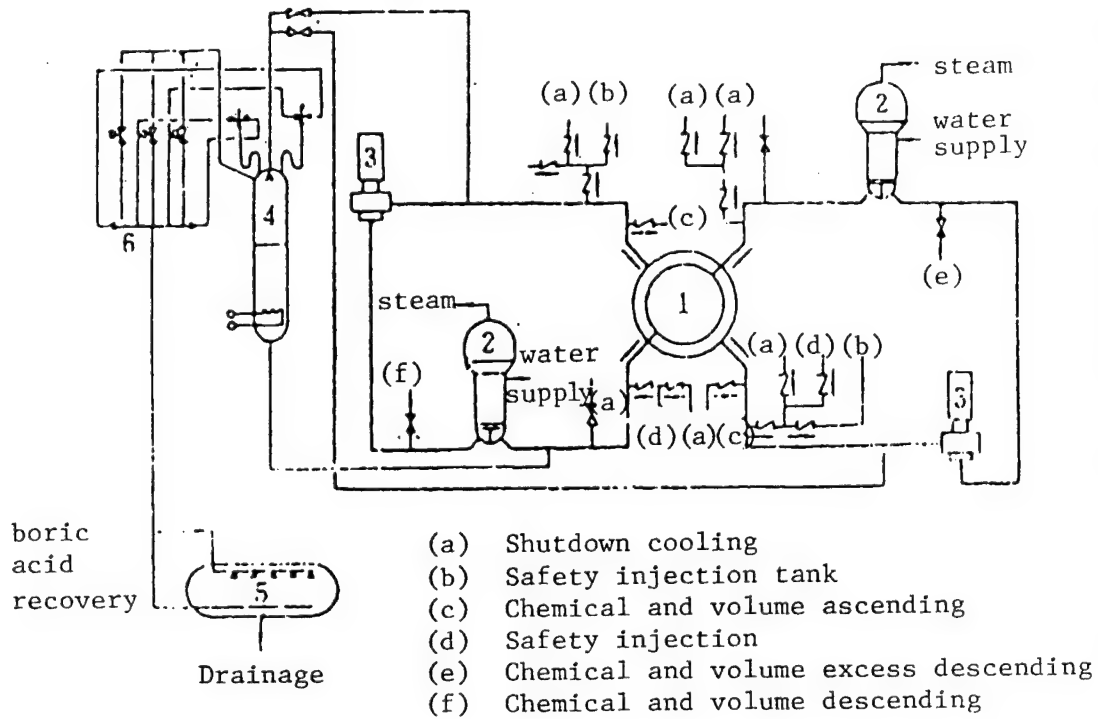 steam
2
water
supply
(a) (b)
(a) (a)
3
4
6
(c)
(e)
1
steam
2
water
supply
(f)
(a)
(a) (d) (b)
3
(d) (a) (c)
boric
acid
recovery
5
Drainage
(a) Shutdown cooling
(b) Safety injection tank
(c) Chemical and volume ascending
(d) Safety injection
(e) Chemical and volume excess descending
(f) Chemical and volume descending